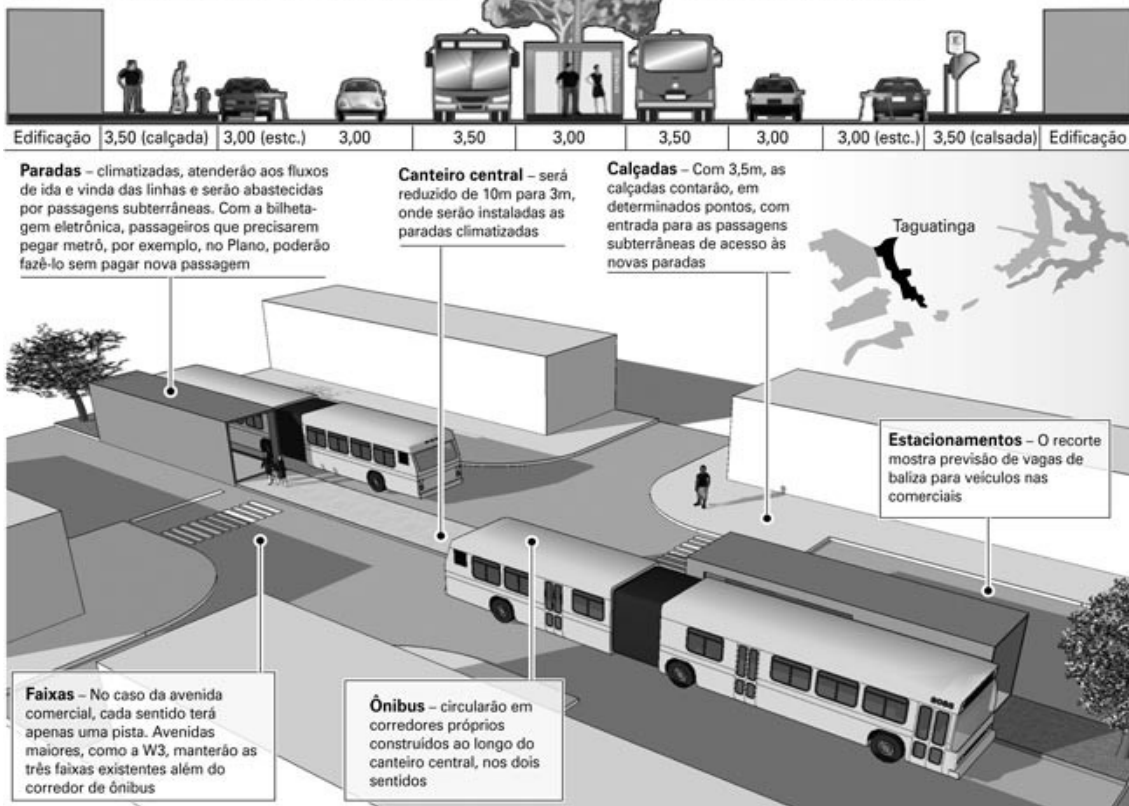 Edificação 3,50 (calçada) 3,00 (estc.) 3,00 3,50 3,00 3,50 3,00 3,00 (estc.) 3,50 (calsada) Edificação
Paradas – climatizadas, atenderão aos fluxos
de ida e vinda das linhas e serão abastecidas
por passagens subterrâneas. Com a bilheta-
gem eletrônica, passageiros que precisarem
pegar metrô, por exemplo, no Plano, poderão
fazê-lo sem pagar nova passagem
Canteiro central – será
reduzido de 10m para 3m,
onde serão instaladas as
paradas climatizadas
Calçadas – Com 3,5m, as
calçadas contarão, em
determinados pontos, com
entrada para as passagens
subterrâneas de acesso às
novas paradas
Taguatinga
Estacionamentos – O recorte
mostra previsão de vagas de
baliza para veículos nas
comerciais
Faixas – No caso da avenida
comercial, cada sentido terá
apenas uma pista. Avenidas
maiores, como a W3, manterão as
três faixas existentes além do
corredor de ônibus
Ônibus – circularão em
corredores próprios
construídos ao longo do
canteiro central, nos dois
sentidos